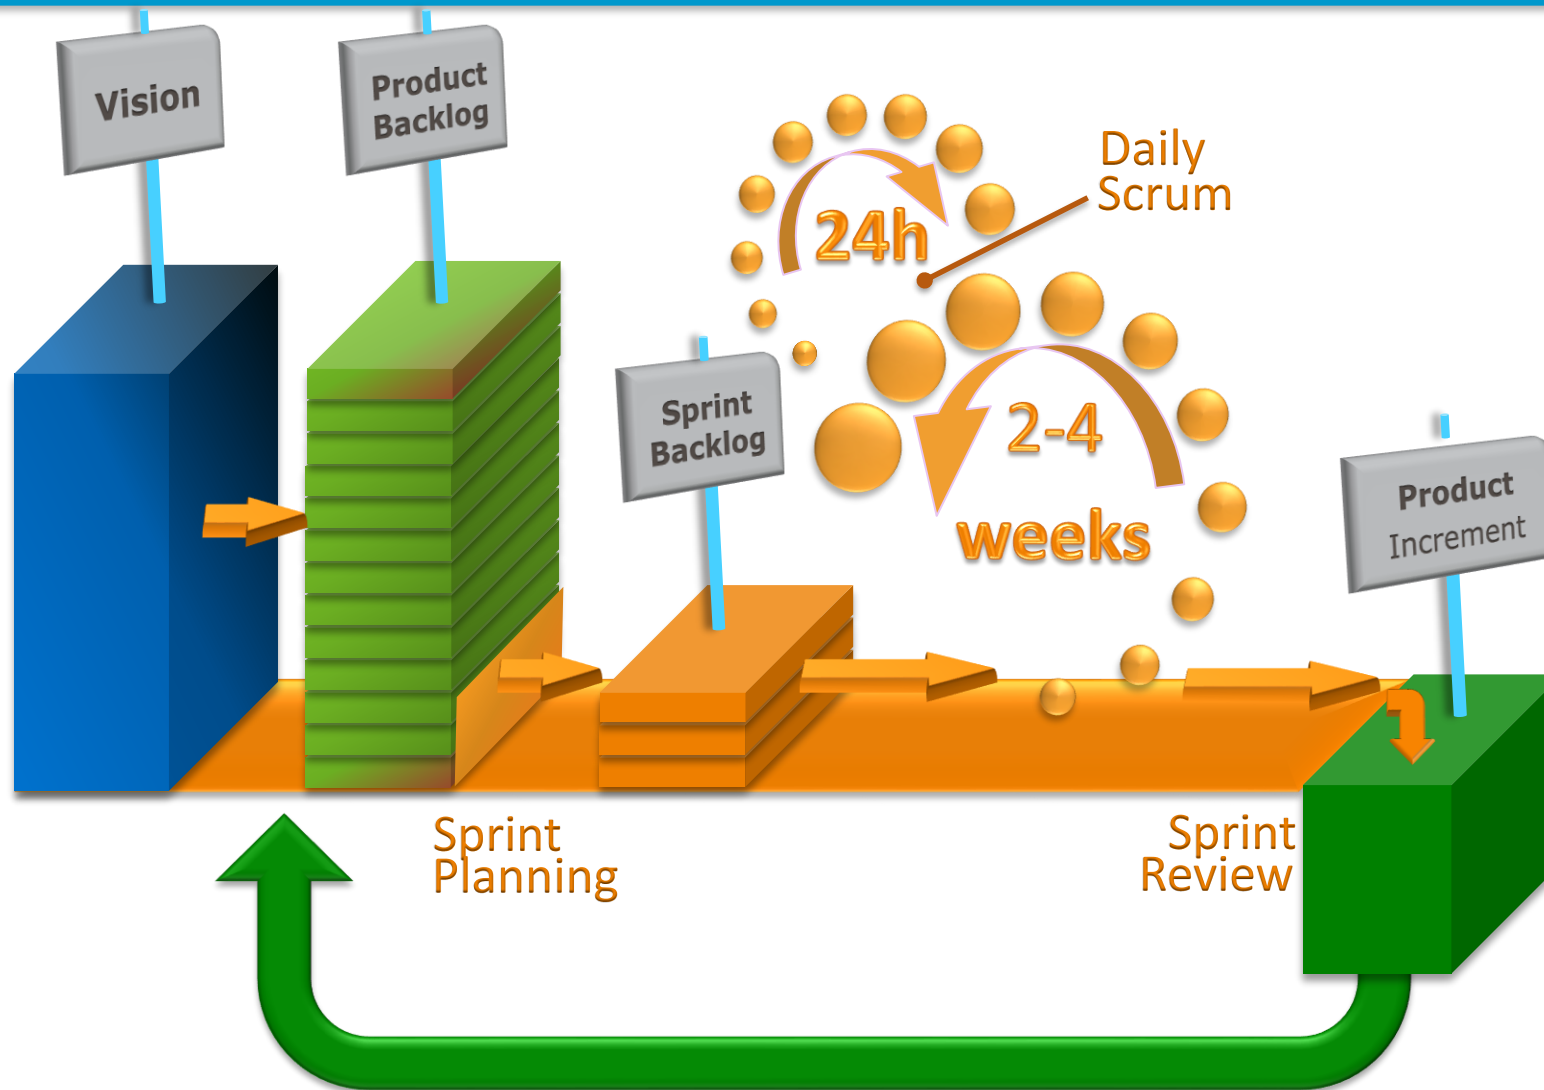 Vision
Product
Backlog
Daily
Scrum
24h
Sprint
Backlog
2-4
weeks
Product
Increment
Sprint
Planning
Sprint
Review